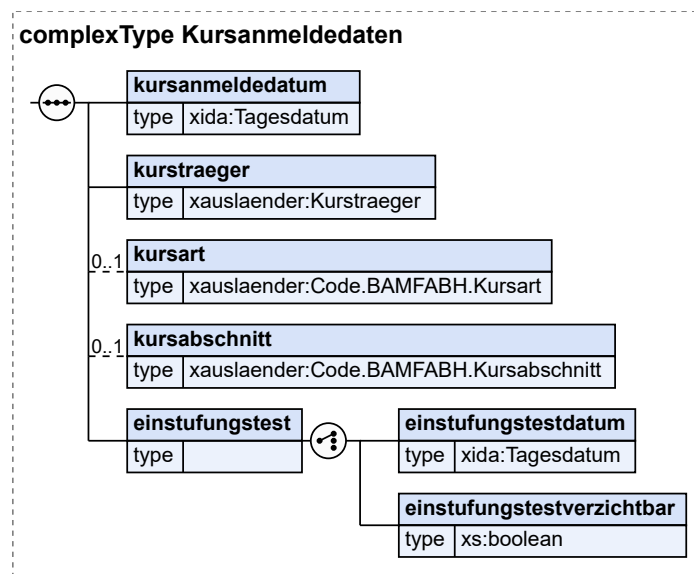 complexType Kursanmeldedaten
kursanmeldedatum
type xida:Tagesdatum
kurstraeger
type xauslaender:Kurstraeger
0..1
kursart
type xauslaender:Code.BAMFABH.Kursart
0..1
kursabschnitt
type xauslaender:Code.BAMFABH.Kursabschnitt
einstufungstest
type
einstufungstestdatum
type xida:Tagesdatum
einstufungstestverzichtbar
type xs:boolean